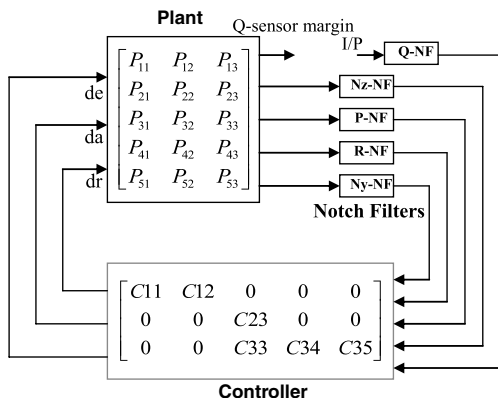 Plant
Q-sensor margin
I/P
Q-NF
P11 P12 P13
de
P21 P22 P23
Nz-NF
da
P31 P32 P33
P-NF
P41 P42 P43
R-NF
dr
P51 P52 P53
Ny-NF
Notch Filters
C11 C12 0 0 0
0 0 C23 0 0
0 0 C33 C34 C35
Controller